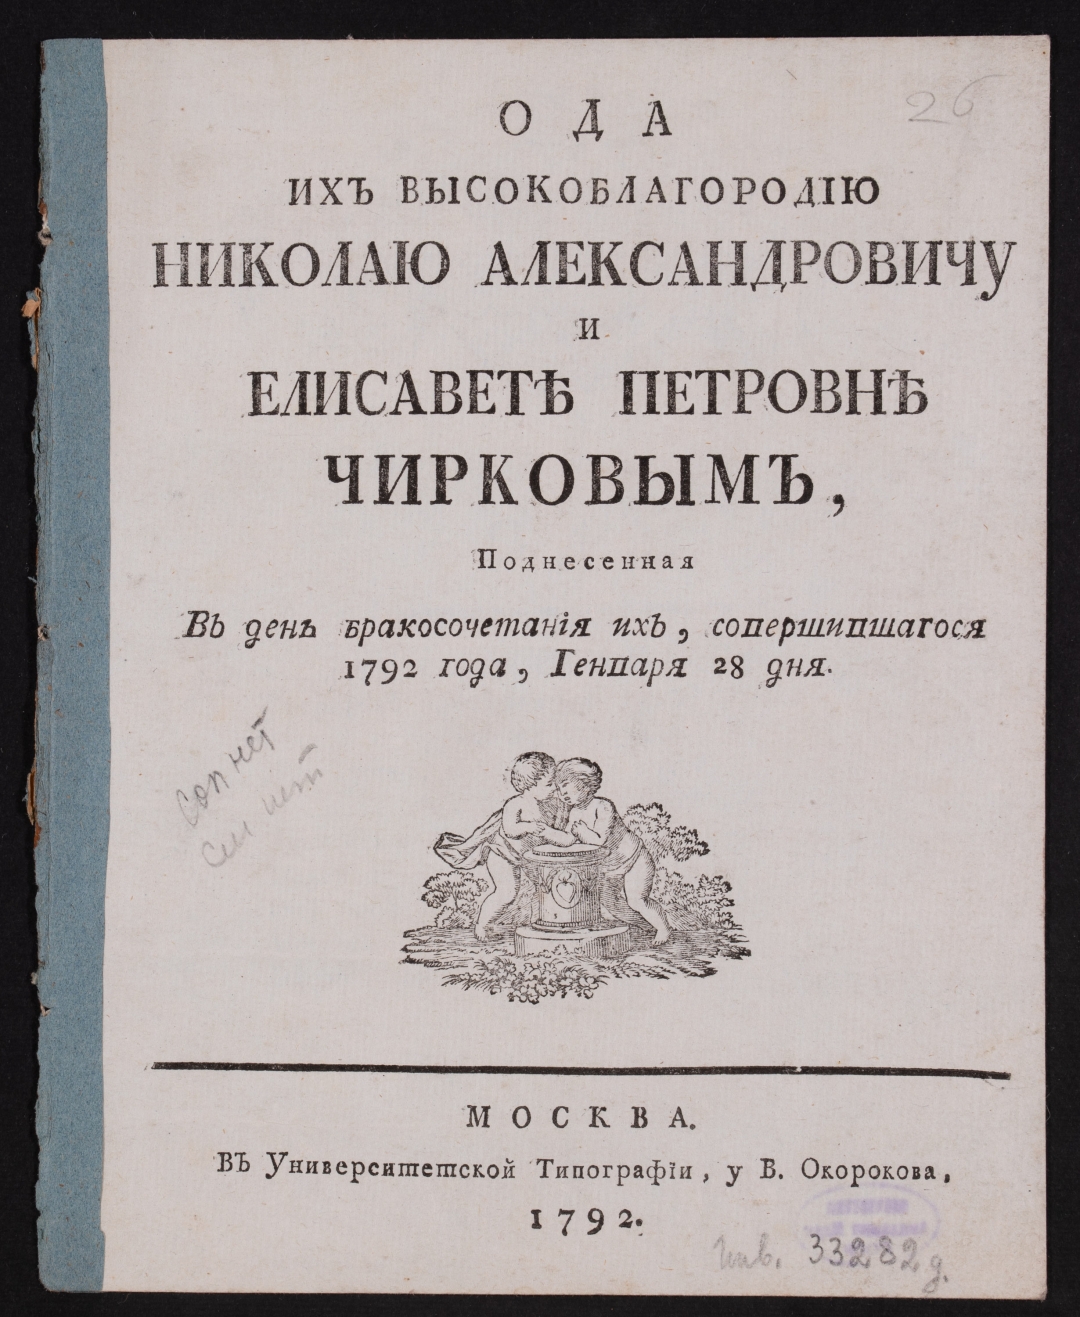 26
ОДА
ИХЪ ВЫСОКОБЛАГОРОДІЮ
НИКОЛАЮ АЛЕКСАНДРОВИЧУ
И
ЕЛИСАВЕТѢ ПЕТРОВНѢ
ЧИРКОВЫМЪ,
Поднесенная
Въ день бракосочетанія ихъ, совершившагося
1792 года, Генваря 28 дня.
МОСКВА.
Въ Университетской Типографіи, у В. Окорокова,
1792.
Инв. 33282д.